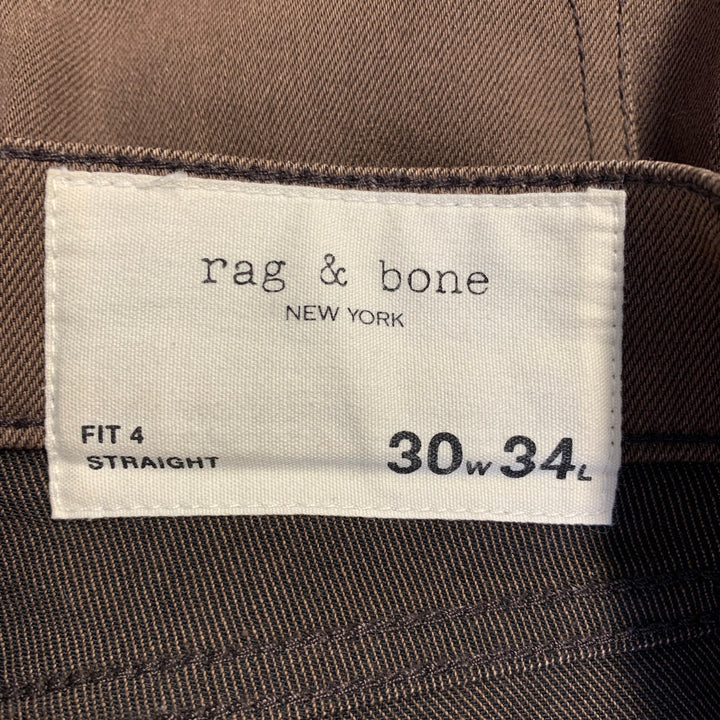 rag & bone
NEW YORK
FIT 4
STRAIGHT
30W 34L